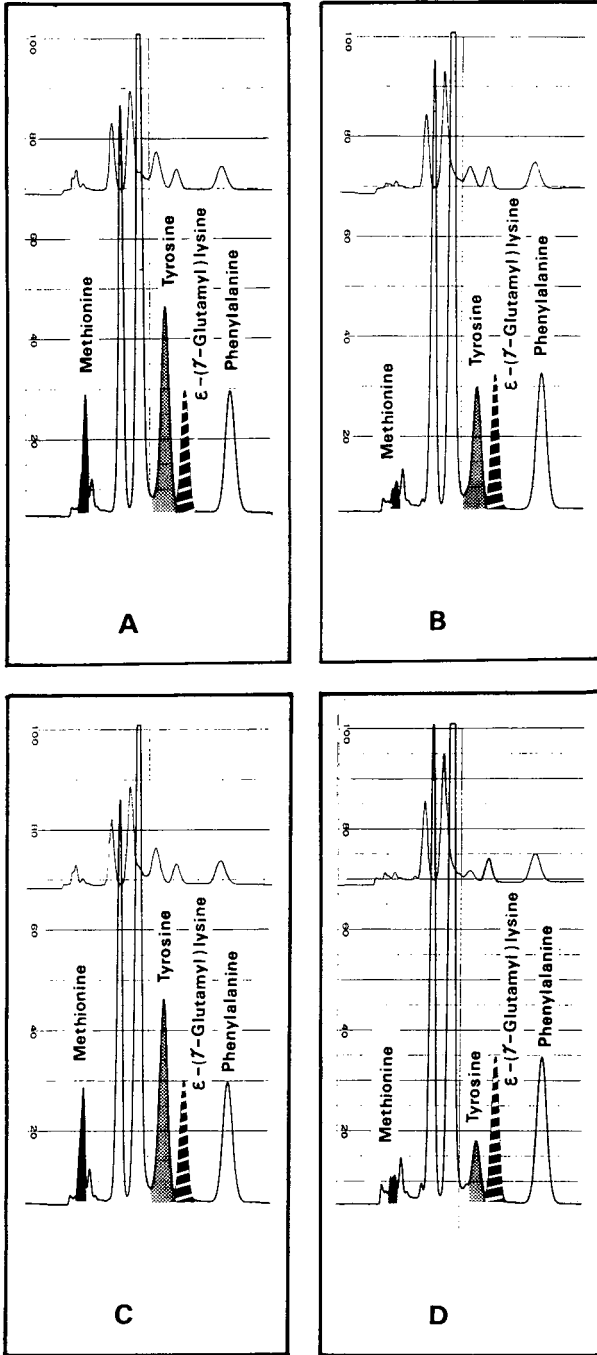 100
80
60
40
20
Methionine
Tyrosine
ε-(γ-Glutamyl)lysine
Phenylalanine
A
100
80
60
40
20
Methionine
Tyrosine
ε-(γ-Glutamyl)lysine
Phenylalanine
B
100
80
60
40
20
Methionine
Tyrosine
ε-(γ-Glutamyl)lysine
Phenylalanine
C
100
80
60
40
20
Methionine
Tyrosine
ε-(γ-Glutamyl)lysine
Phenylalanine
D